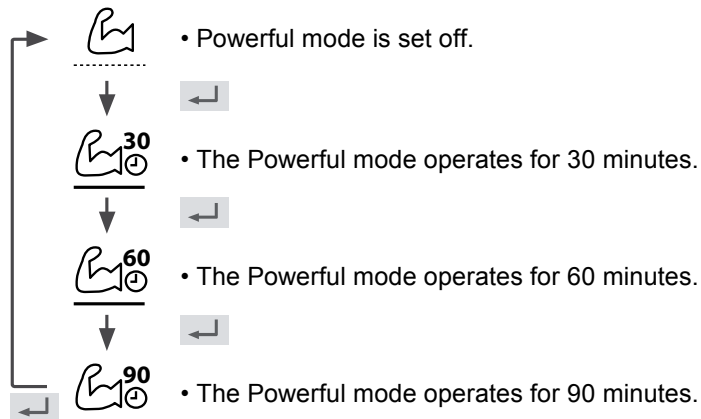 • Powerful mode is set off.
30
• The Powerful mode operates for 30 minutes.
60
• The Powerful mode operates for 60 minutes.
90
• The Powerful mode operates for 90 minutes.